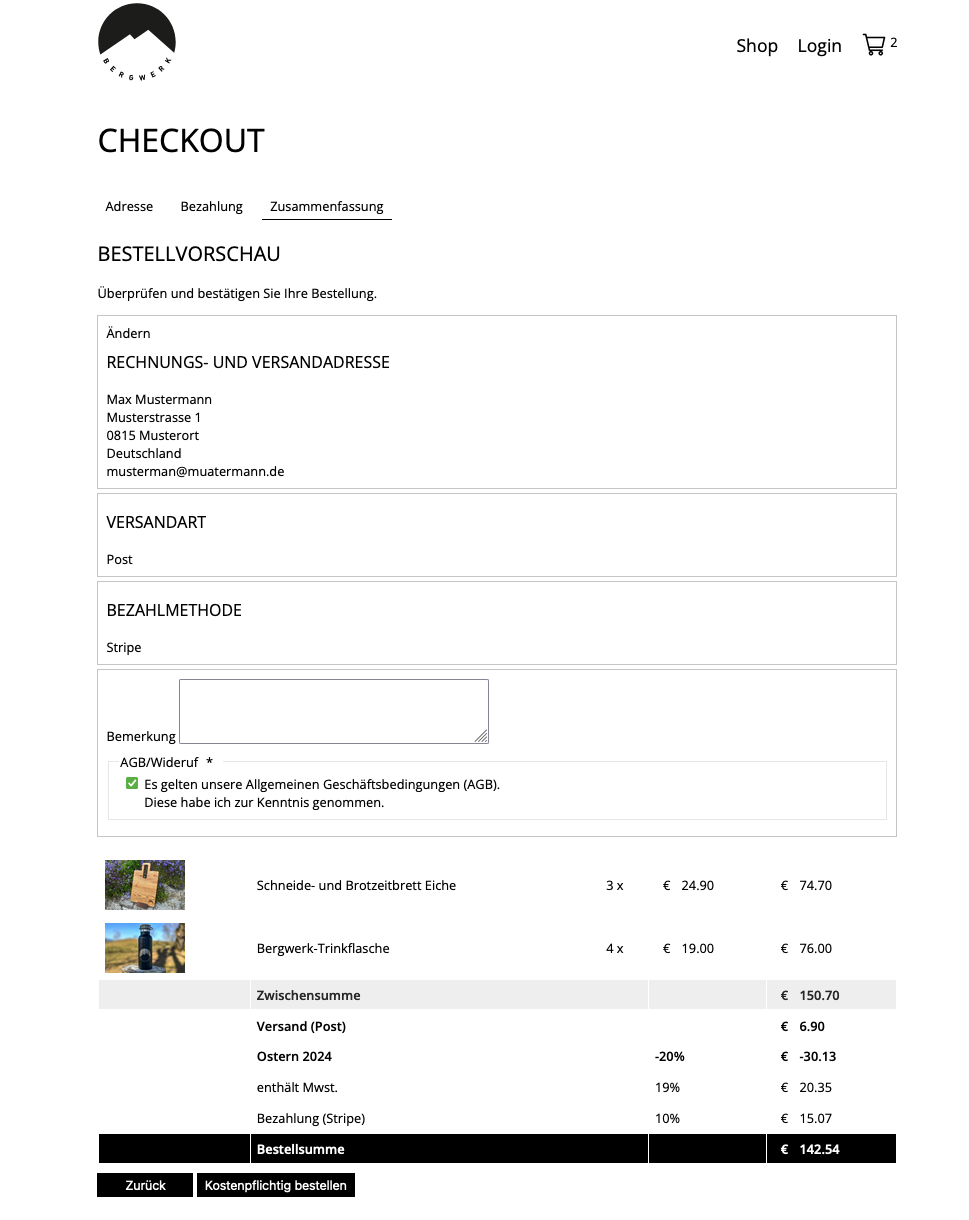 BERGWERK
Shop Login 2
CHECKOUT
Adresse Bezahlung Zusammenfassung
BESTELLVORSCHAU
Überprüfen und bestätigen Sie Ihre Bestellung.
Ändern
RECHNUNGS- UND VERSANDADRESSE
Max Mustermann
Musterstrasse 1
0815 Musterort
Deutschland
musterman@muatermann.de
VERSANDART
Post
BEZAHLMETHODE
Stripe
Bemerkung
AGB/Wideruf *
Es gelten unsere Allgemeinen Geschäftsbedingungen (AGB).
Diese habe ich zur Kenntnis genommen.
Schneide- und Brotzeitbrett Eiche 3 x € 24.90 € 74.70
Bergwerk-Trinkflasche 4 x € 19.00 € 76.00
Zwischensumme € 150.70
Versand (Post) € 6.90
Ostern 2024 -20% € -30.13
enthält Mwst. 19% € 20.35
Bezahlung (Stripe) 10% € 15.07
Bestellsumme € 142.54
Zurück Kostenpflichtig bestellen